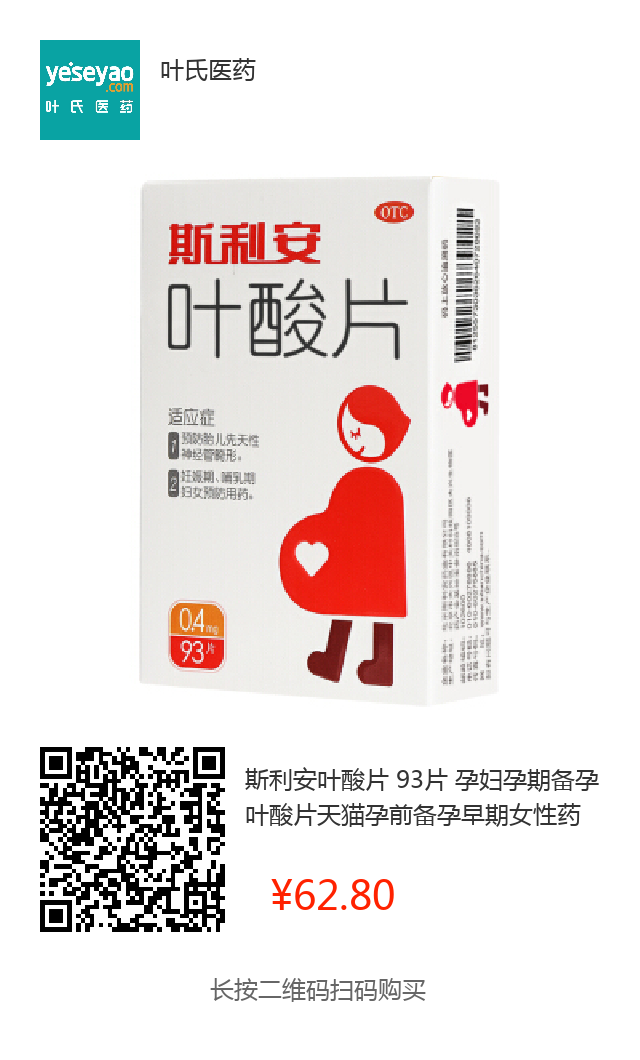 yeseyao
.com
叶氏医药
叶氏医药
OTC
斯利安
叶酸片
适应症
1 预防胎儿先天性
神经管畸形。
2 妊娠期、哺乳期
妇女预防用药。
0.4mg
93片
斯利安叶酸片 93片 孕妇孕期备孕
叶酸片天猫孕前备孕早期女性药
¥62.80
长按二维码扫码购买